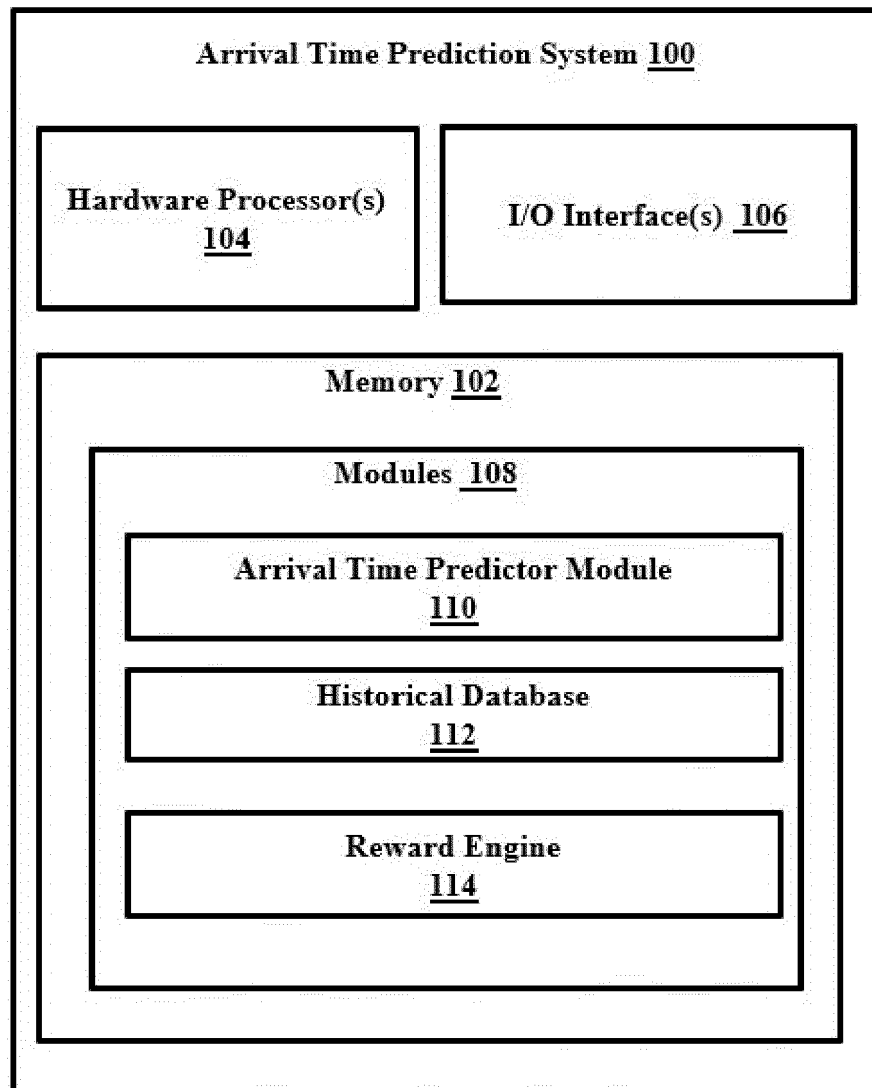 Arrival Time Prediction System 100
Hardware Processor(s)
104
I/O Interface(s) 106
Memory 102
Modules 108
Arrival Time Predictor Module
110
Historical Database
112
Reward Engine
114